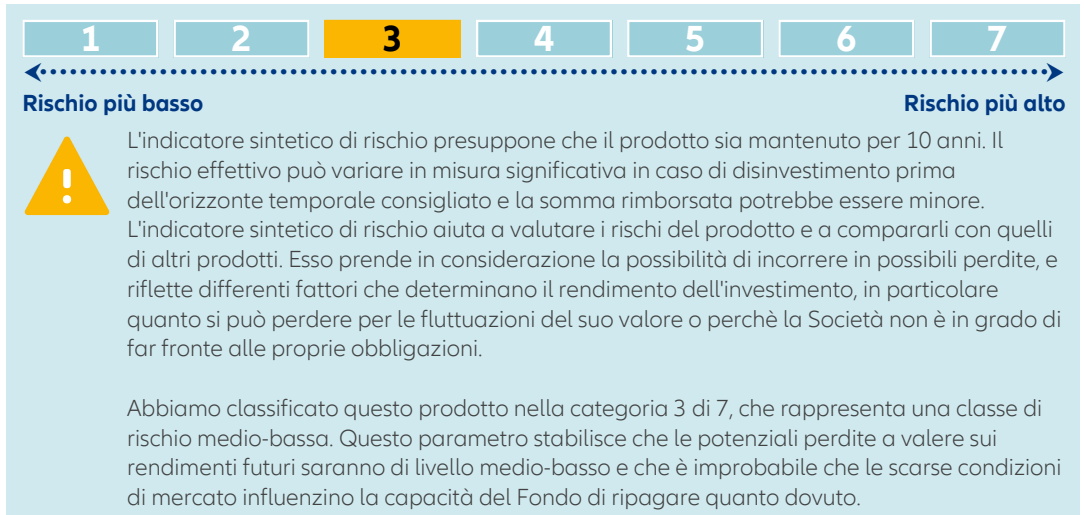 1 2 3 4 5 6 7
Rischio più basso Rischio più alto
L'indicatore sintetico di rischio presuppone che il prodotto sia mantenuto per 10 anni. Il
rischio effettivo può variare in misura significativa in caso di disinvestimento prima
dell'orizzonte temporale consigliato e la somma rimborsata potrebbe essere minore.
L'indicatore sintetico di rischio aiuta a valutare i rischi del prodotto e a compararli con quelli
di altri prodotti. Esso prende in considerazione la possibilità di incorrere in possibili perdite, e
riflette differenti fattori che determinano il rendimento dell'investimento, in particolare
quanto si può perdere per le fluttuazioni del suo valore o perchè la Società non è in grado di
far fronte alle proprie obbligazioni.
Abbiamo classificato questo prodotto nella categoria 3 di 7, che rappresenta una classe di
rischio medio-bassa. Questo parametro stabilisce che le potenziali perdite a valere sui
rendimenti futuri saranno di livello medio-basso e che è improbabile che le scarse condizioni
di mercato influenzino la capacità del Fondo di ripagare quanto dovuto.